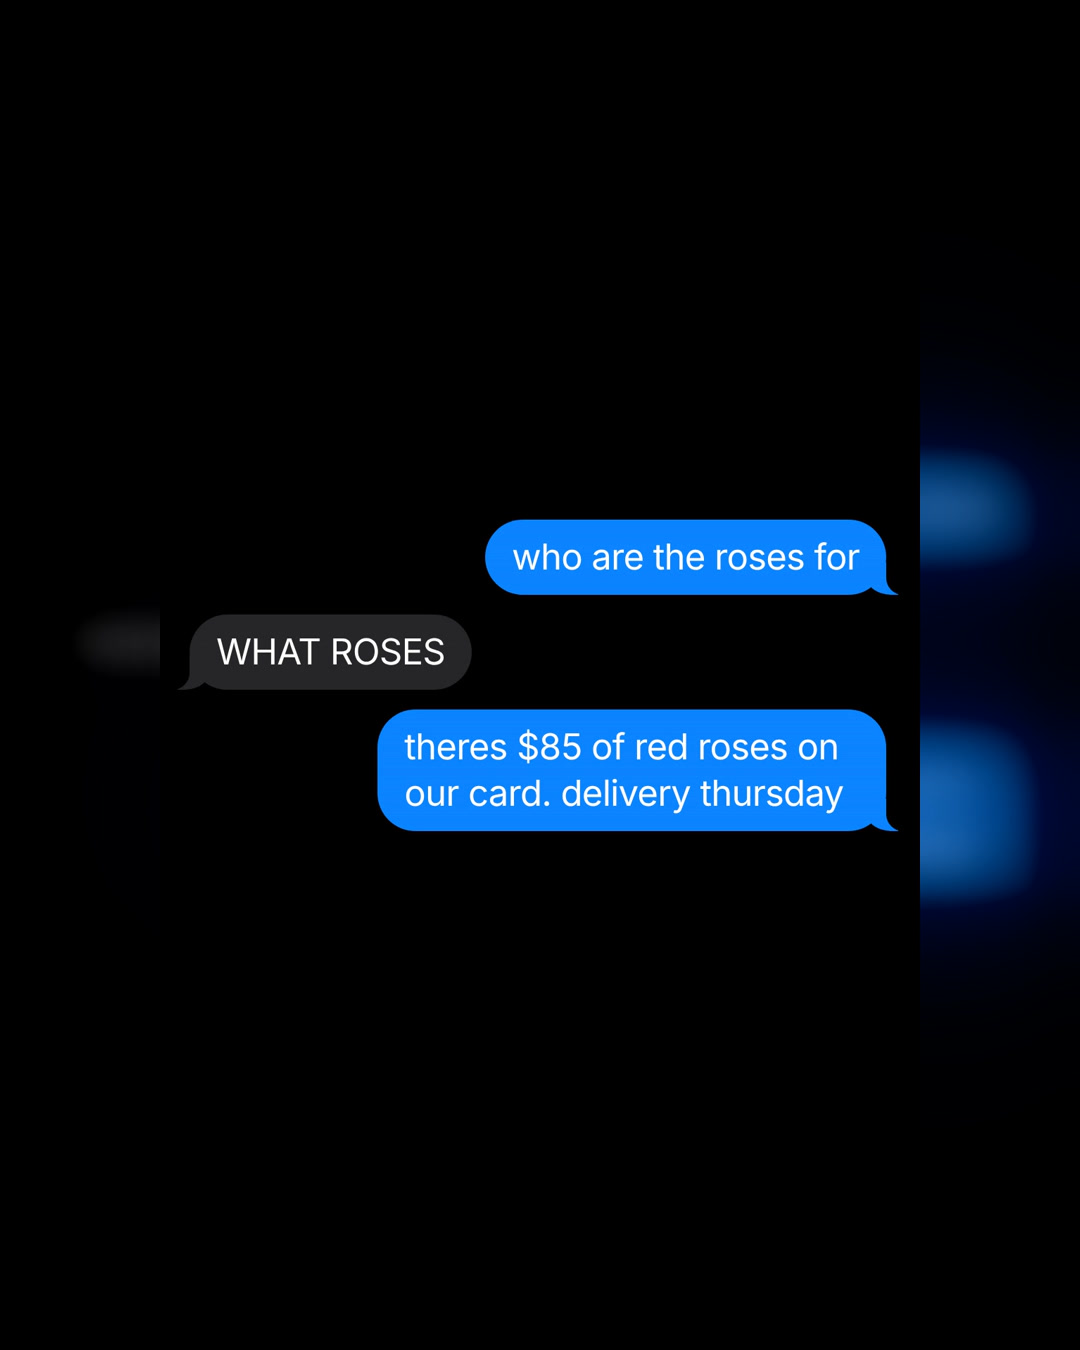 who are the roses for
WHAT ROSES
theres $85 of red roses on
our card. delivery thursday